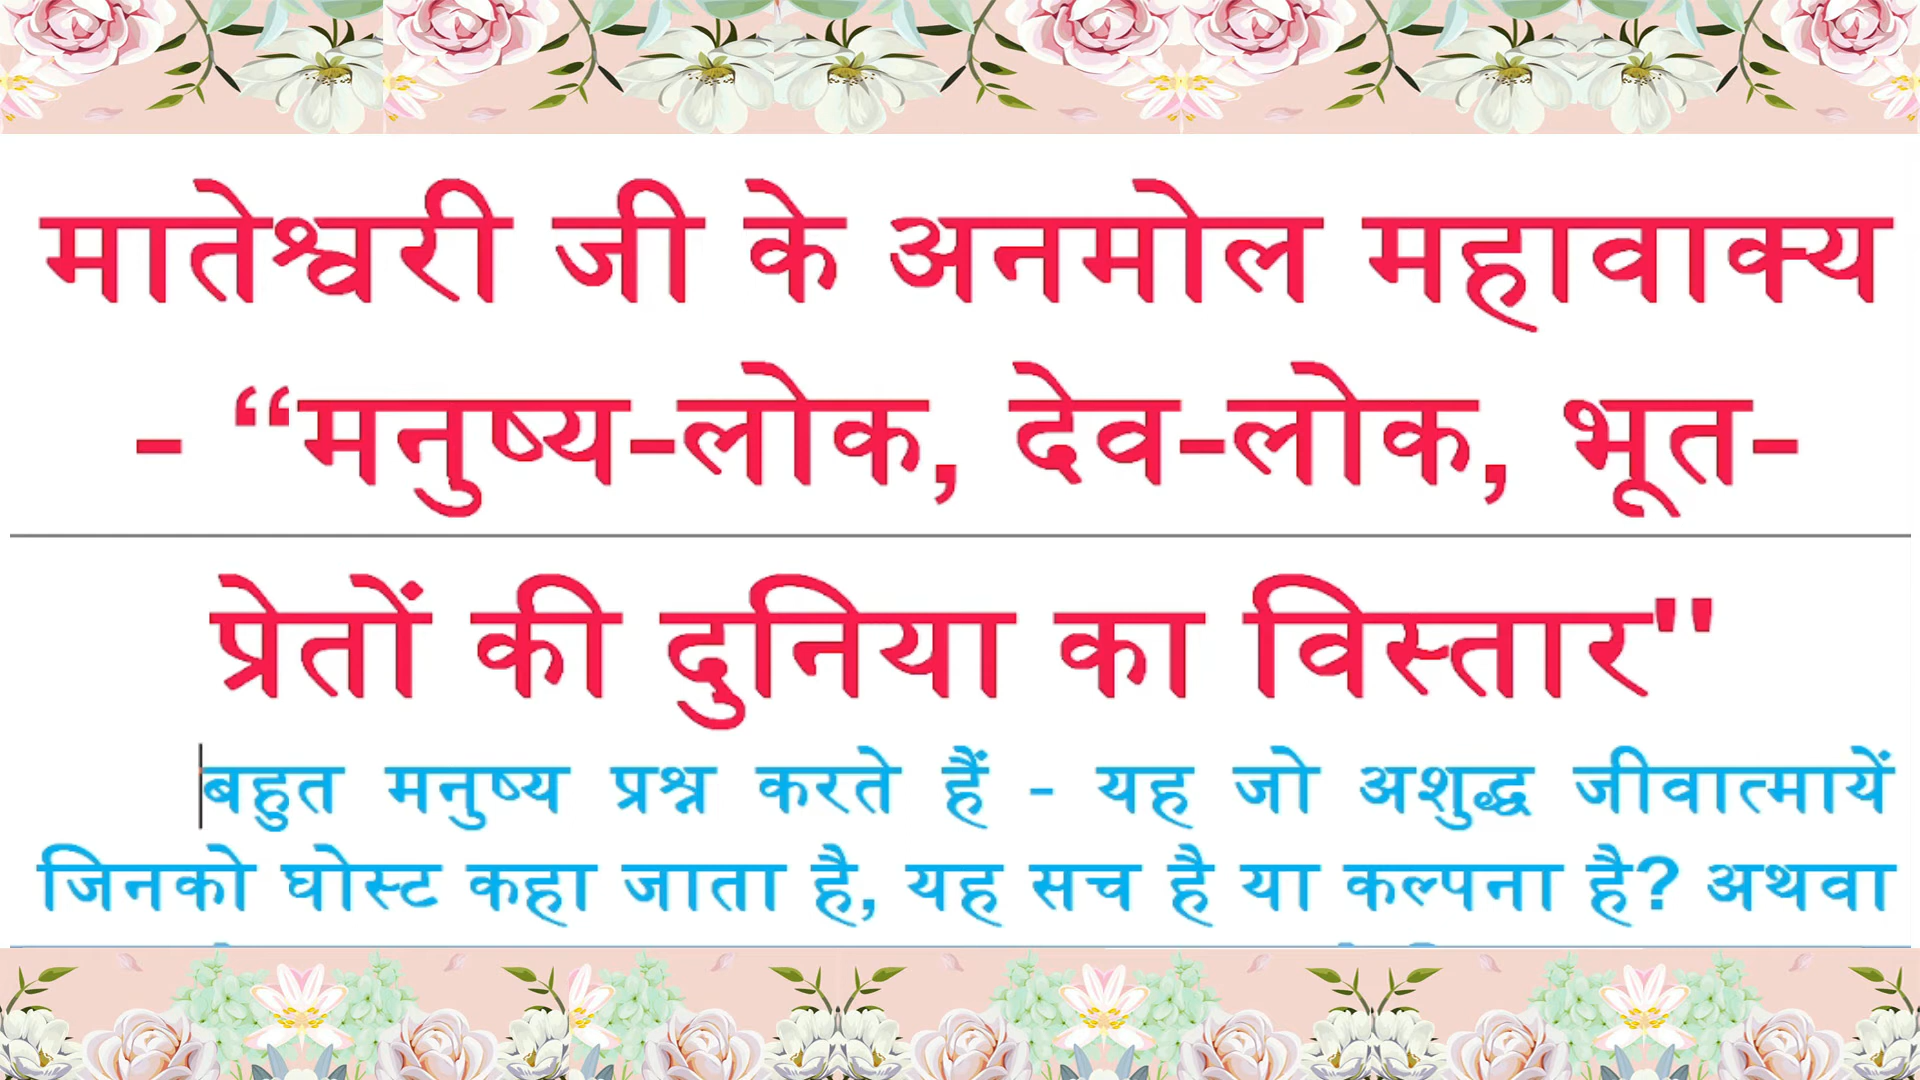 मातेश्वरी जी के अनमोल महावाक्य
- “मनुष्य-लोक, देव-लोक, भूत-
प्रेतों की दुनिया का विस्तार"
बहुत मनुष्य प्रश्न करते हैं - यह जो अशुद्ध जीवात्मायें
जिनको घोस्ट कहा जाता है, यह सच है या कल्पना है? अथवा